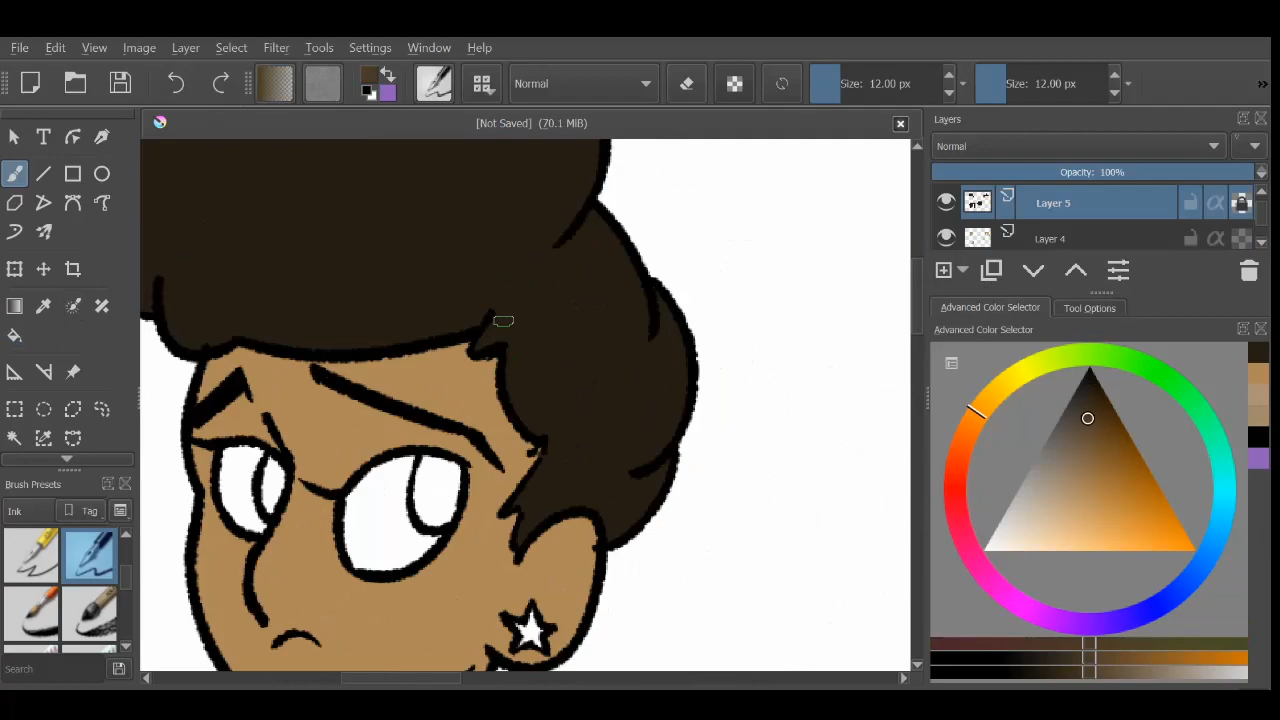 File Edit View Image Layer Select Filter Tools Settings Window Help
Normal Size: 12.00 px Size: 12.00 px »
[Not Saved] (70.1 MiB)
Layers
Normal
Opacity: 100%
Layer 5
Layer 4
Advanced Color Selector Tool Options
Advanced Color Selector
Brush Presets
Ink Tag
Search